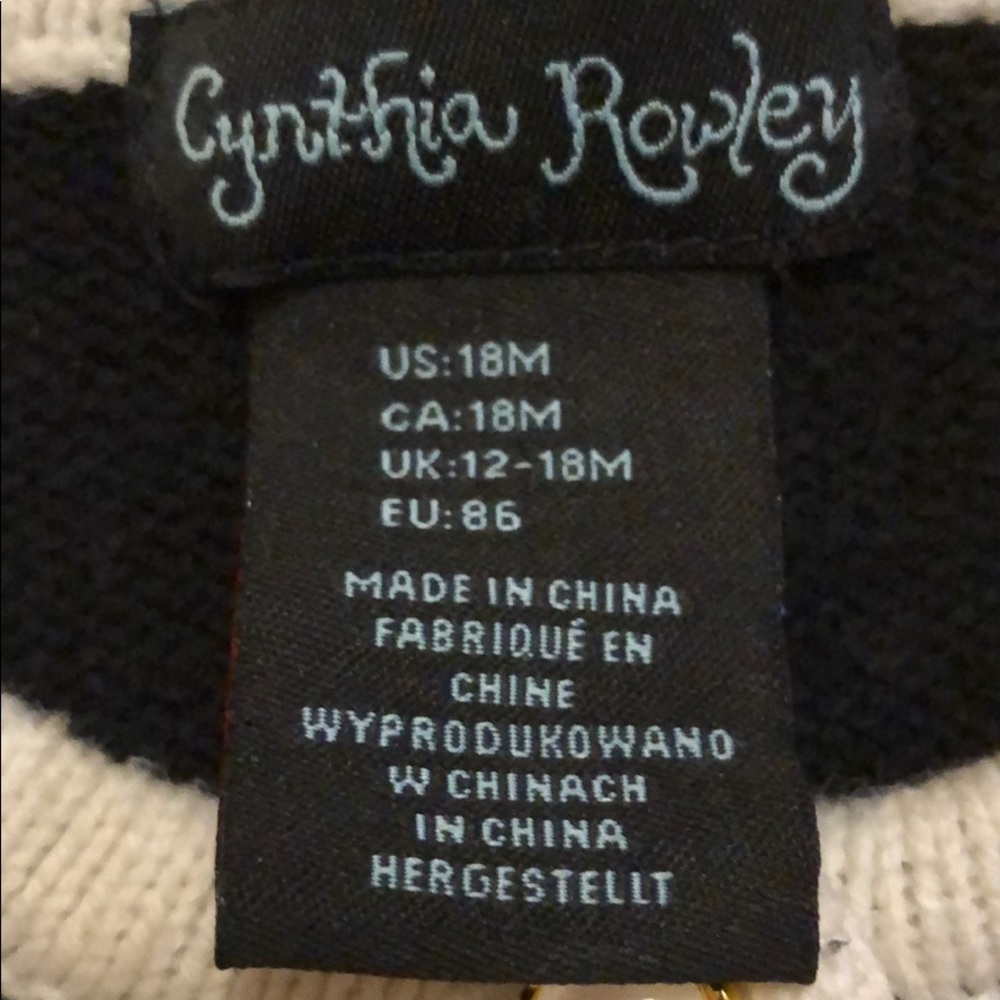 Cynthia Rowley
US:18M
CA:18M
UK:12-18M
EU:86
MADE IN CHINA
FABRIQUÉ EN
CHINE
WYPRODUKOWANO
W CHINACH
IN CHINA
HERGESTELLT